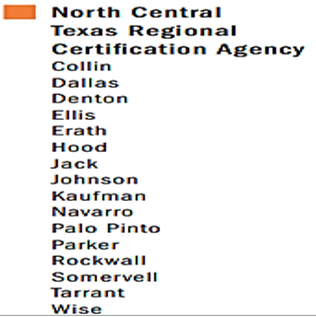 North Central
Texas Regional
Certification Agency
Collin
Dallas
Denton
Ellis
Erath
Hood
Jack
Johnson
Kaufman
Navarro
Palo Pinto
Parker
Rockwall
Somervell
Tarrant
Wise